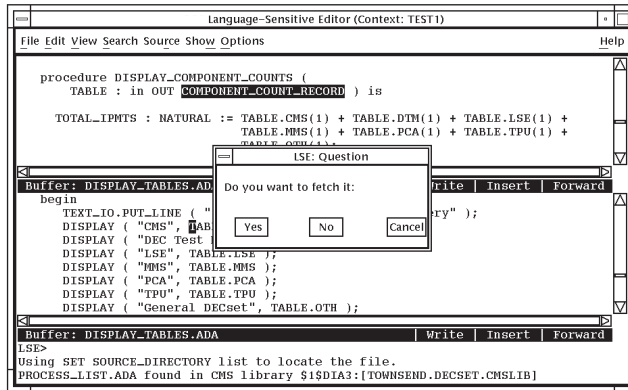 Language-Sensitive Editor (Context: TEST1)
File Edit View Search Source Show Options Help
procedure DISPLAY_COMPONENT_COUNTS (
TABLE : in OUT COMPONENT_COUNT_RECORD ) is
TOTAL_IPMTS : NATURAL := TABLE.CMS(1) + TABLE.DTM(1) + TABLE.LSE(1) +
TABLE.MMS(1) + TABLE.PCA(1) + TABLE.TPU(1) +
TABLE.OTH(1);
LSE: Question
Do you want to fetch it:
Yes No Cancel
Buffer: DISPLAY_TABLES.ADA Write | Insert | Forward
begin
TEXT_IO.PUT_LINE ( " ry" );
DISPLAY ( "CMS", TAB
DISPLAY ( "DEC Test
DISPLAY ( "LSE", TABLE.LSE );
DISPLAY ( "MMS", TABLE.MMS );
DISPLAY ( "PCA", TABLE.PCA );
DISPLAY ( "TPU", TABLE.TPU );
DISPLAY ( "General DECset", TABLE.OTH );
Buffer: DISPLAY_TABLES.ADA | Write | Insert | Forward
LSE>
Using SET SOURCE_DIRECTORY list to locate the file.
PROCESS_LIST.ADA found in CMS library $1$DIA3:[TOWNSEND.DECSET.CMSLIB]